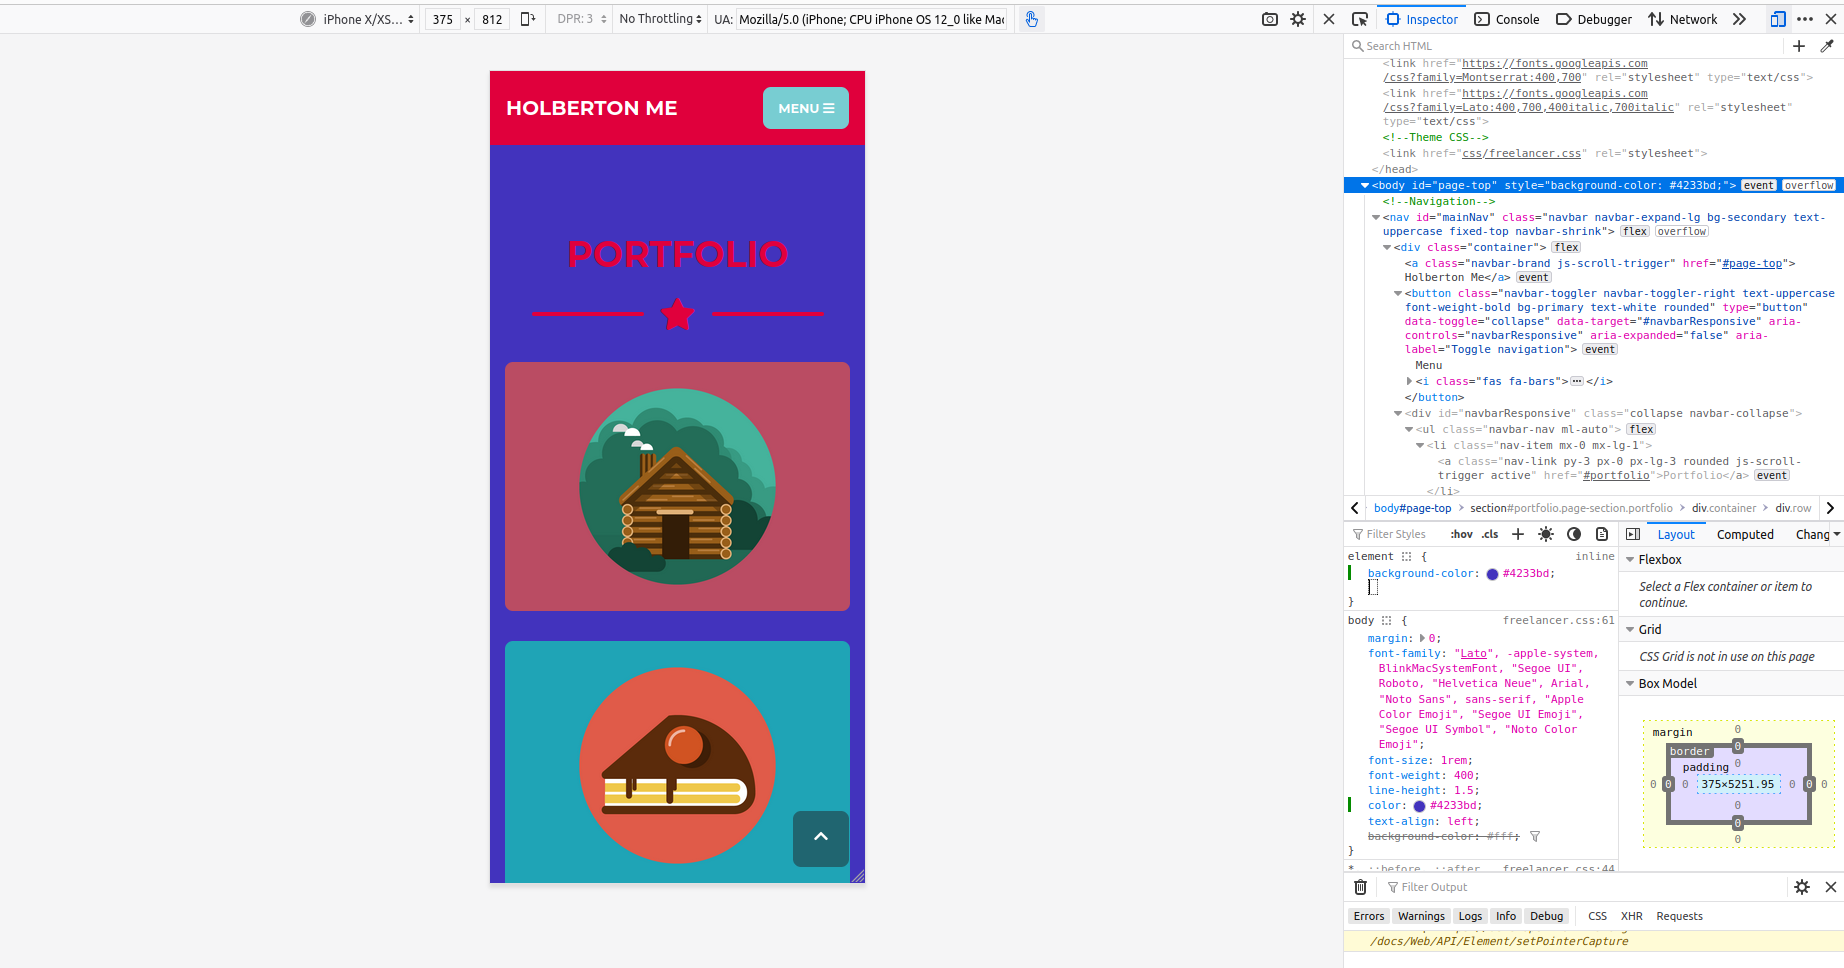 iPhone X/XS... 375 × 812 DPR: 3 No Throttling UA: Mozilla/5.0 (iPhone; CPU iPhone OS 12_0 like Mac
Inspector Console Debugger Network
HOLBERTON ME
MENU
PORTFOLIO
Search HTML
<link href="https://fonts.googleapis.com
/css?family=Montserrat:400,700" rel="stylesheet" type="text/css">
<link href="https://fonts.googleapis.com
/css?family=Lato:400,700,400italic,700italic" rel="stylesheet"
type="text/css">
<!--Theme CSS-->
<link href="css/freelancer.css" rel="stylesheet">
</head>
<body id="page-top" style="background-color: #4233bd;"> event overflow
<!--Navigation-->
<nav id="mainNav" class="navbar navbar-expand-lg bg-secondary text-
uppercase fixed-top navbar-shrink"> flex overflow
<div class="container"> flex
<a class="navbar-brand js-scroll-trigger" href="#page-top">
Holberton Me</a> event
<button class="navbar-toggler navbar-toggler-right text-uppercase
font-weight-bold bg-primary text-white rounded" type="button"
data-toggle="collapse" data-target="#navbarResponsive" aria-
controls="navbarResponsive" aria-expanded="false" aria-
label="Toggle navigation"> event
Menu
<i class="fas fa-bars">⋯</i>
</button>
<div id="navbarResponsive" class="collapse navbar-collapse">
<ul class="navbar-nav ml-auto"> flex
<li class="nav-item mx-0 mx-lg-1">
<a class="nav-link py-3 px-0 px-lg-3 rounded js-scroll-
trigger active" href="#portfolio">Portfolio</a> event
</li>
body#page-top > section#portfolio.page-section.portfolio > div.container > div.row
Filter Styles :hov .cls
element { inline
background-color: #4233bd;
}
body { freelancer.css:61
margin: 0;
font-family: "Lato", -apple-system,
BlinkMacSystemFont, "Segoe UI",
Roboto, "Helvetica Neue", Arial,
"Noto Sans", sans-serif, "Apple
Color Emoji", "Segoe UI Emoji",
"Segoe UI Symbol", "Noto Color
Emoji";
font-size: 1rem;
font-weight: 400;
line-height: 1.5;
color: #4233bd;
text-align: left;
background-color: #fff;
}
*, ::before, ::after freelancer.css:44
Layout Computed Chang
Flexbox
Select a Flex container or item to
continue.
Grid
CSS Grid is not in use on this page
Box Model
margin 0
border 0
padding 0
0 0 0 375×5251.95 0 0 0
0
0
0
Filter Output
Errors Warnings Logs Info Debug CSS XHR Requests
/docs/Web/API/Element/setPointerCapture